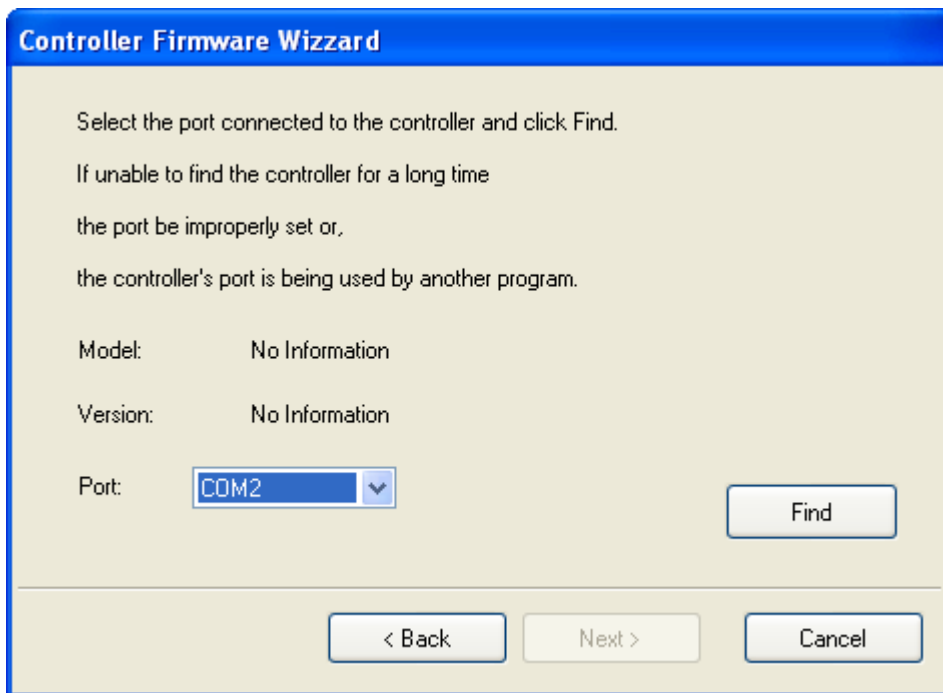 Controller Firmware Wizzard
Select the port connected to the controller and click Find.
If unable to find the controller for a long time
the port be improperly set or,
the controller's port is being used by another program.
Model: No Information
Version: No Information
Port: COM2
Find
< Back Next > Cancel